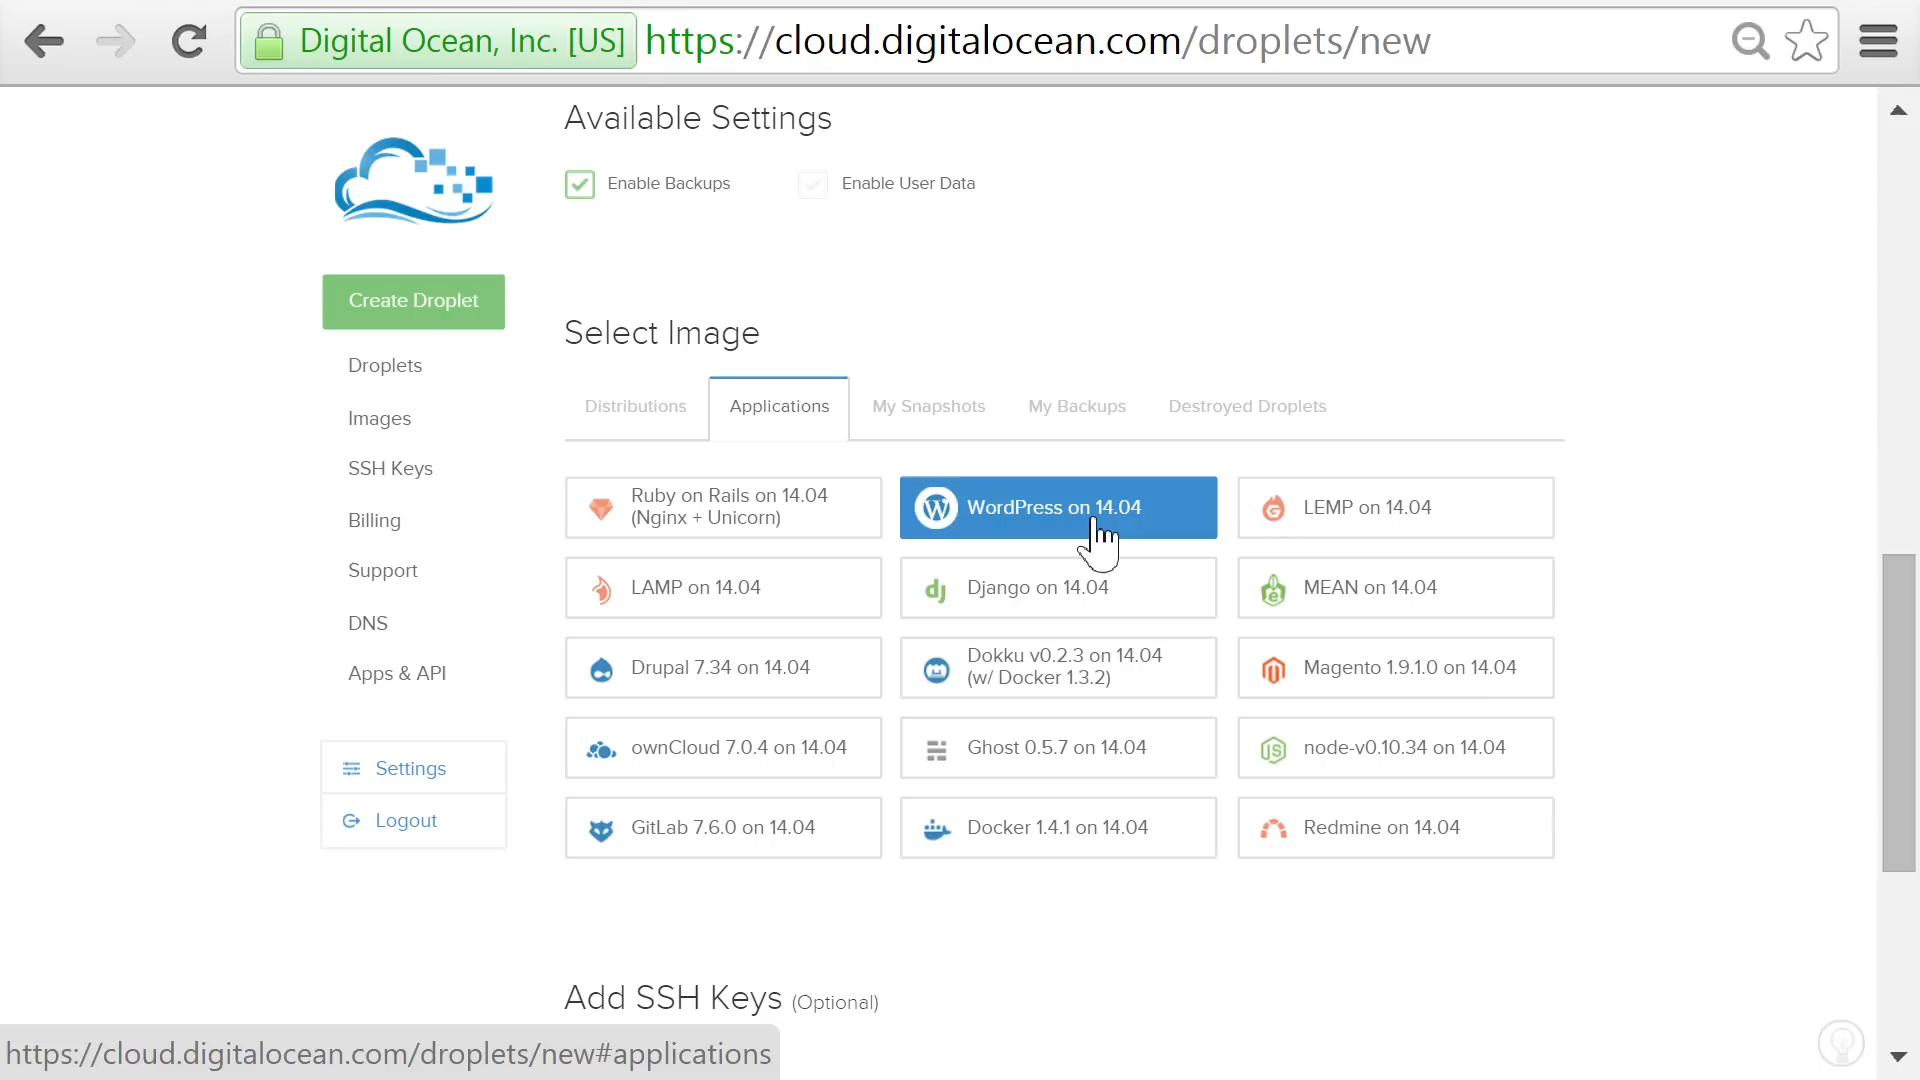 Digital Ocean, Inc. [US] https://cloud.digitalocean.com/droplets/new
Available Settings
Enable Backups
Enable User Data
Create Droplet
Droplets
Images
SSH Keys
Billing
Support
DNS
Apps & API
Settings
Logout
Select Image
Distributions
Applications
My Snapshots
My Backups
Destroyed Droplets
Ruby on Rails on 14.04
(Nginx + Unicorn)
WordPress on 14.04
LEMP on 14.04
LAMP on 14.04
Django on 14.04
MEAN on 14.04
Drupal 7.34 on 14.04
Dokku v0.2.3 on 14.04
(w/ Docker 1.3.2)
Magento 1.9.1.0 on 14.04
ownCloud 7.0.4 on 14.04
Ghost 0.5.7 on 14.04
node-v0.10.34 on 14.04
GitLab 7.6.0 on 14.04
Docker 1.4.1 on 14.04
Redmine on 14.04
Add SSH Keys (Optional)
https://cloud.digitalocean.com/droplets/new#applications